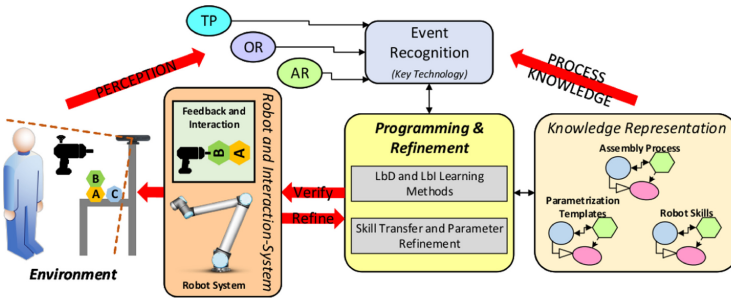 TP
OR
AR
Event
Recognition
(Key Technology)
PERCEPTION
PROCESS
KNOWLEDGE
Feedback and
Interaction
B
A
Robot and Interaction-System
Robot System
B
A
C
Environment
Programming &
Refinement
LbD and LbI Learning
Methods
Skill Transfer and Parameter
Refinement
Verify
Refine
Knowledge Representation
Assembly Process
Parametrization
Templates
Robot Skills